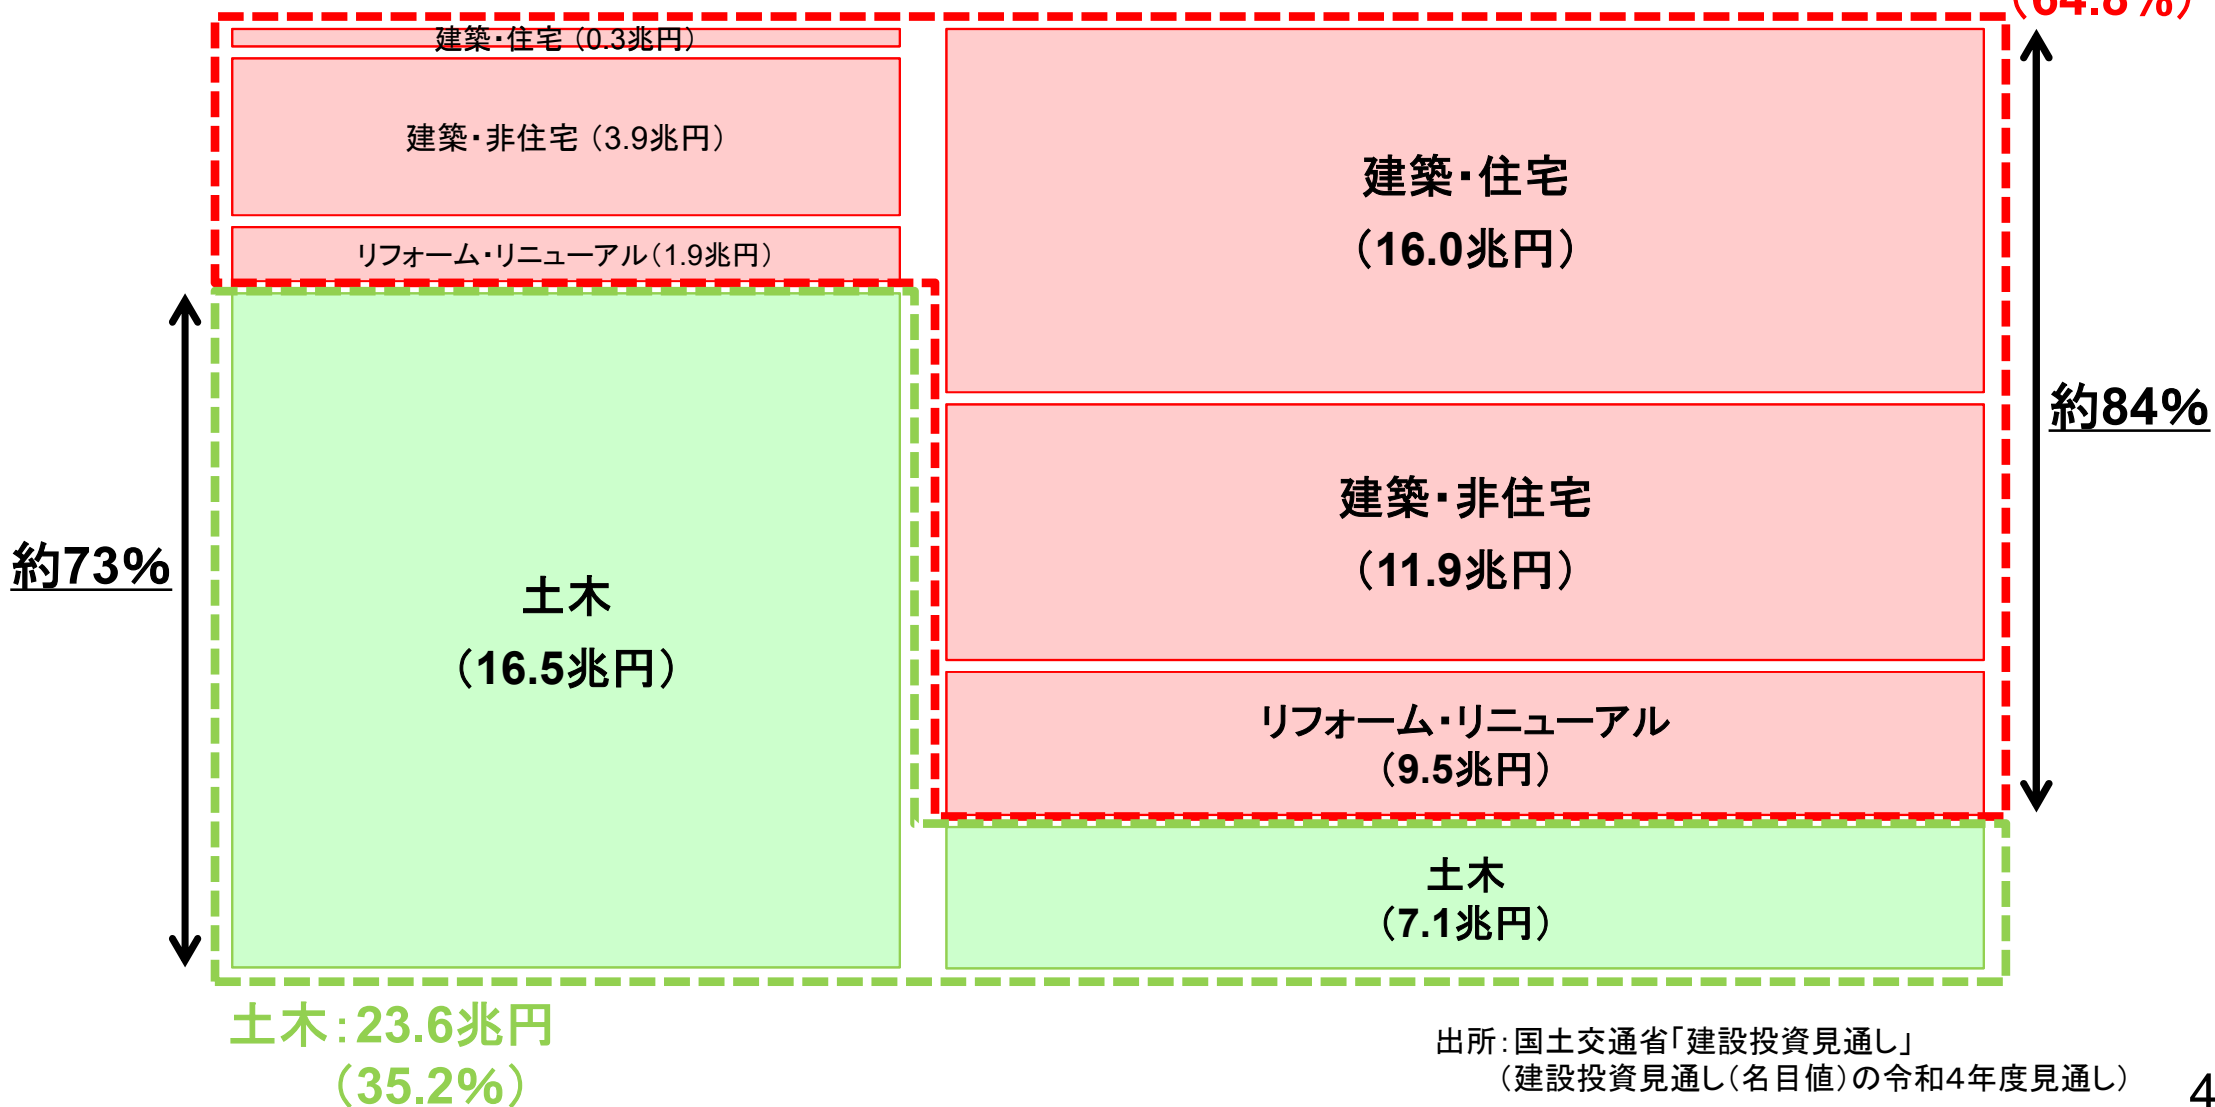 （64.8%）
建築・住宅（0.3兆円）
建築・非住宅（3.9兆円）
リフォーム・リニューアル（1.9兆円）
約73%
土木
（16.5兆円）
建築・住宅
（16.0兆円）
建築・非住宅
（11.9兆円）
リフォーム・リニューアル
（9.5兆円）
土木
（7.1兆円）
約84%
土木：23.6兆円
（35.2%）
出所：国土交通省「建設投資見通し」
（建設投資見通し（名目値）の令和4年度見通し）
4